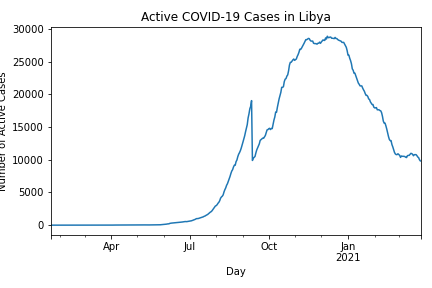 Active COVID-19 Cases in Libya
Number of Active Cases
30000
25000
20000
15000
10000
5000
0
Apr
Jul
Oct
Jan
2021
Day